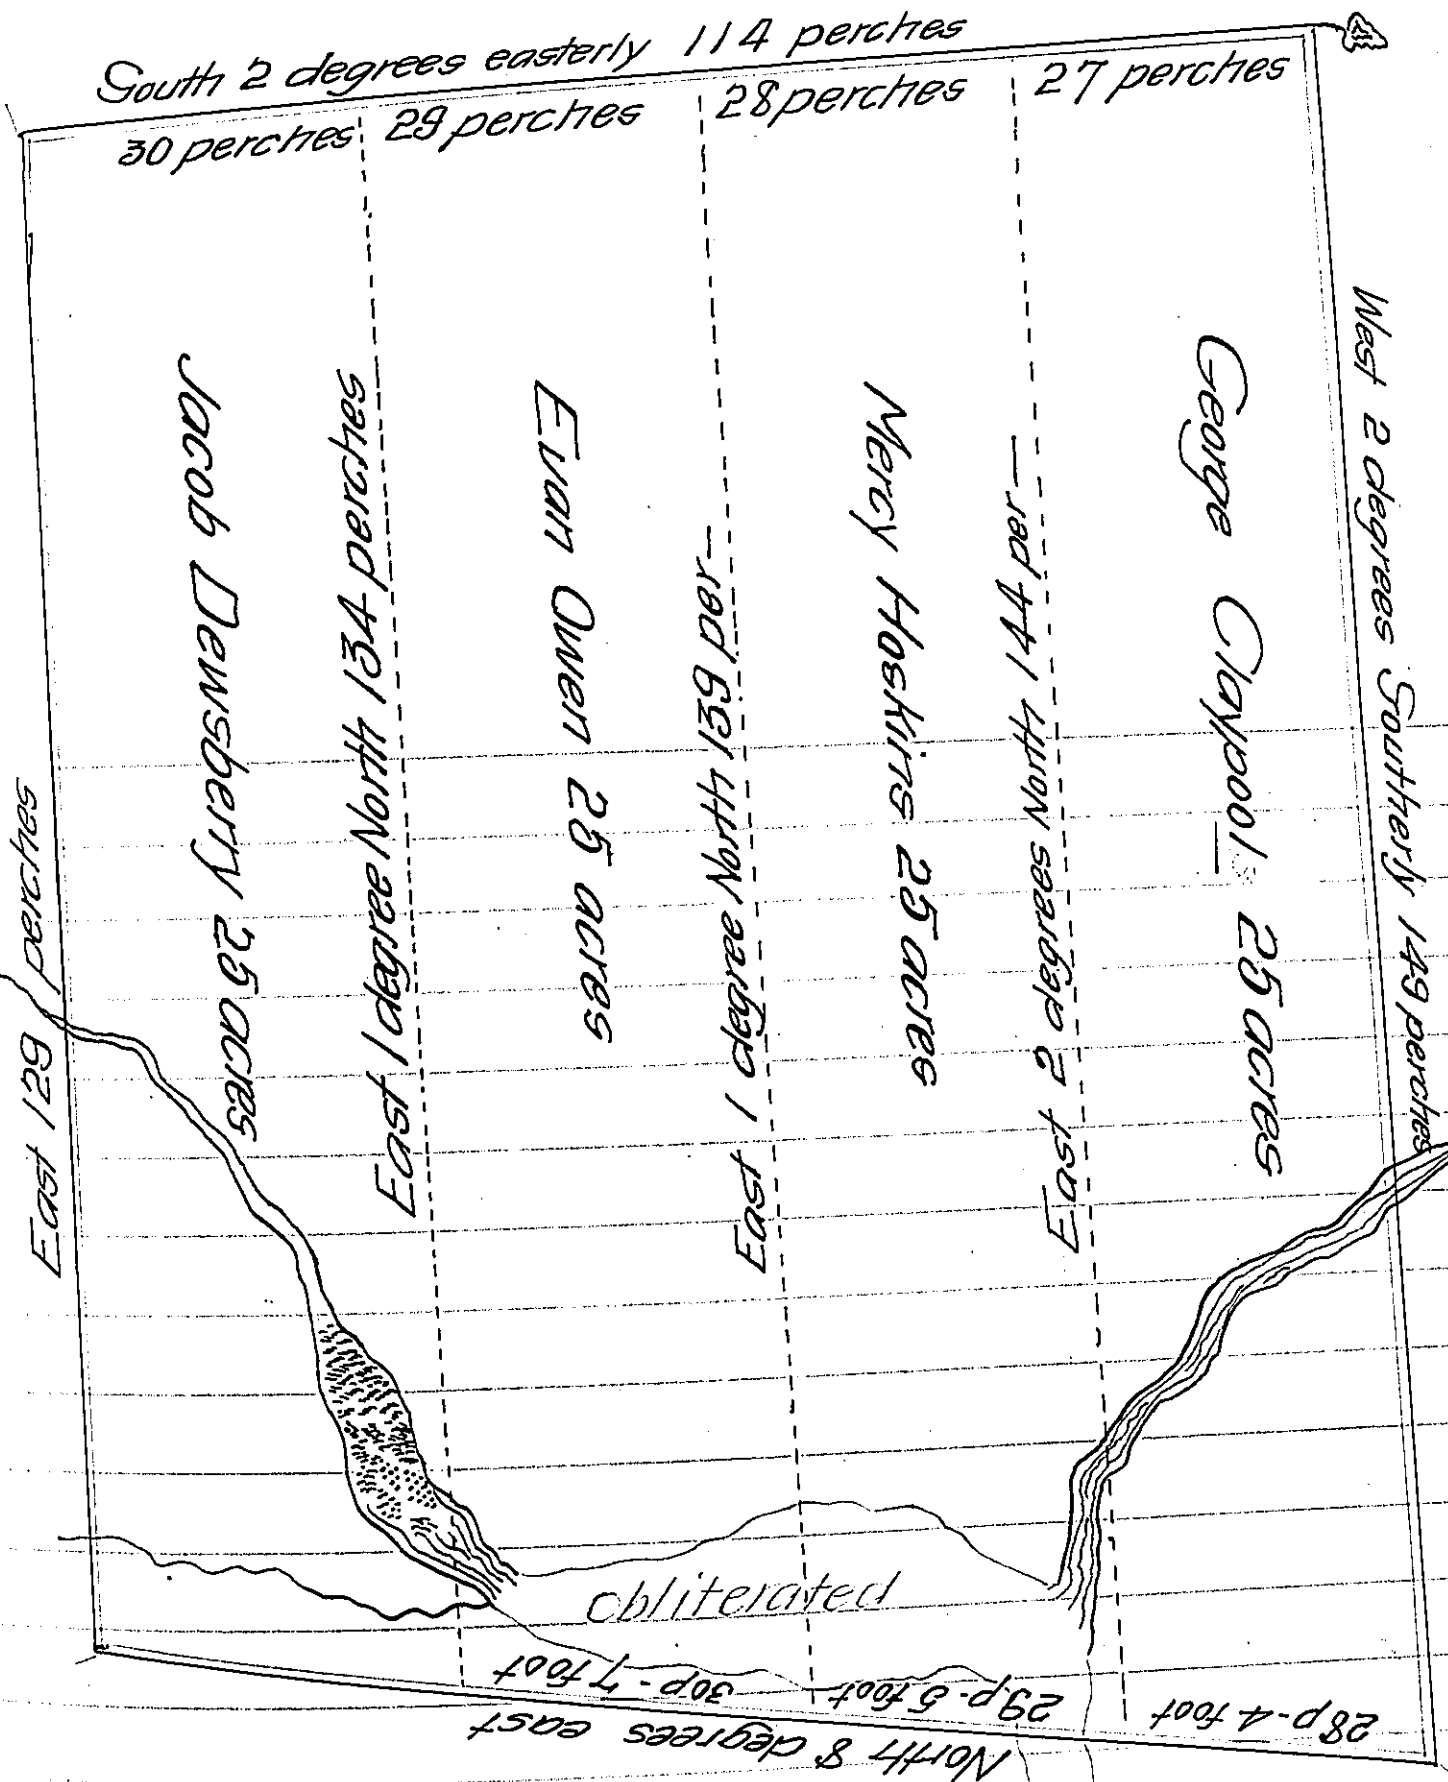 South 2 degrees easterly 114 perches
30 perches
29 perches
28 perches
27 perches
West 2 degrees Southerly 149 perches
George Claypool 25 acres
East 2 degrees North 144 per—
Mercy Hoskins 25 acres
East 1 degree North 139 per—
Evan Owen 25 acres
East 1 degree North 134 perches
Jacob Dewsberry 25 acres
East 129 perches
obliterated
30p-7 foot
29p-5 foot
28p-4 foot
North 8 degrees east